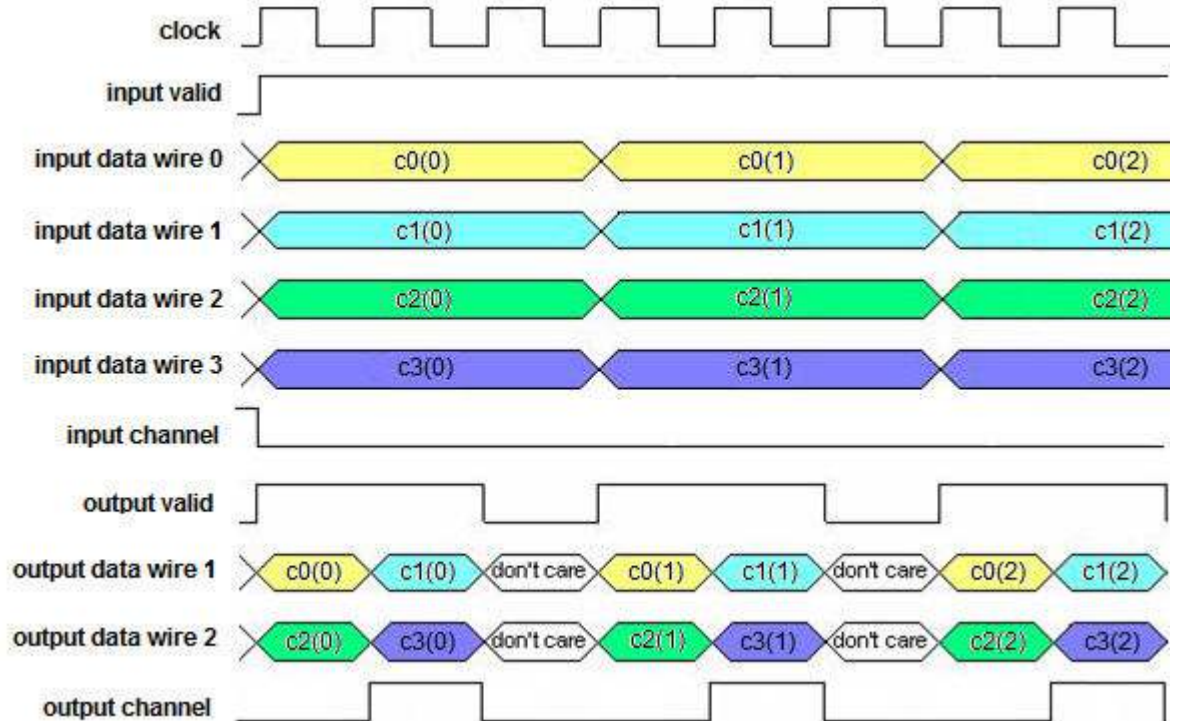 clock
input valid
input data wire 0 c0(0) c0(1) c0(2)
input data wire 1 c1(0) c1(1) c1(2)
input data wire 2 c2(0) c2(1) c2(2)
input data wire 3 c3(0) c3(1) c3(2)
input channel
output valid
output data wire 1 c0(0) c1(0) don't care c0(1) c1(1) don't care c0(2) c1(2)
output data wire 2 c2(0) c3(0) don't care c2(1) c3(1) don't care c2(2) c3(2)
output channel